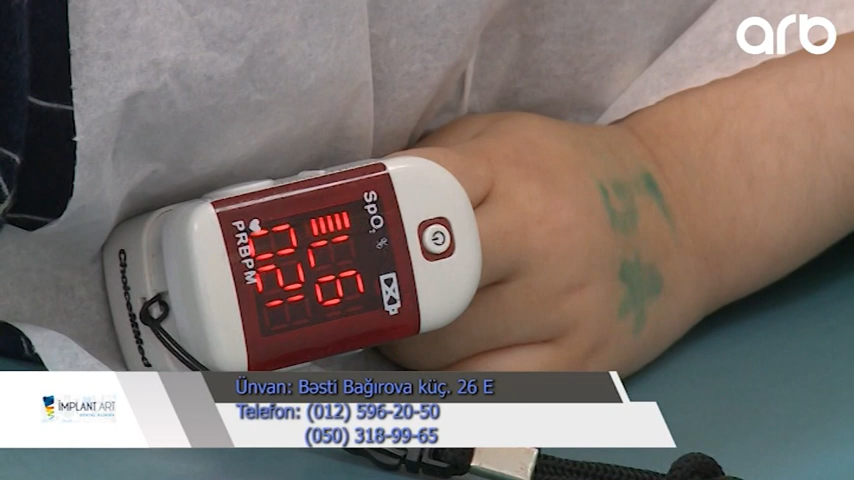 arb
SpO₂ %
PRBPM
ChoiceMMed
İMPLANT ART
Ünvan: Bəsti Bağırova küç. 26 E
Telefon: (012) 596-20-50
(050) 318-99-65